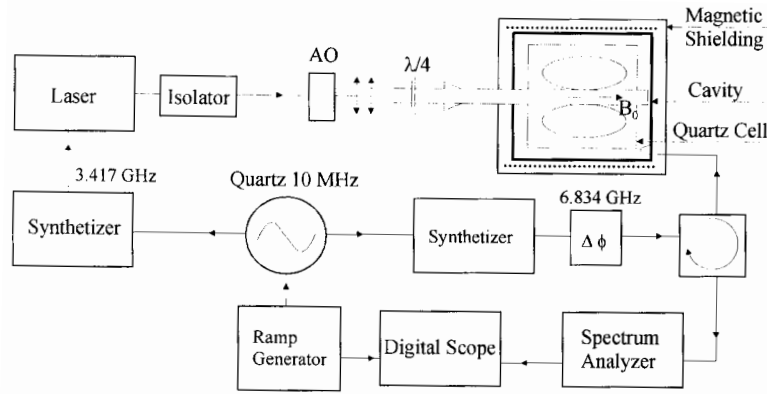 Magnetic
Shielding
AO
λ/4
Laser
Isolator
Cavity
B₀
Quartz Cell
3.417 GHz
Quartz 10 MHz
6.834 GHz
Synthetizer
Synthetizer
Δ ϕ
Ramp
Generator
Digital Scope
Spectrum
Analyzer